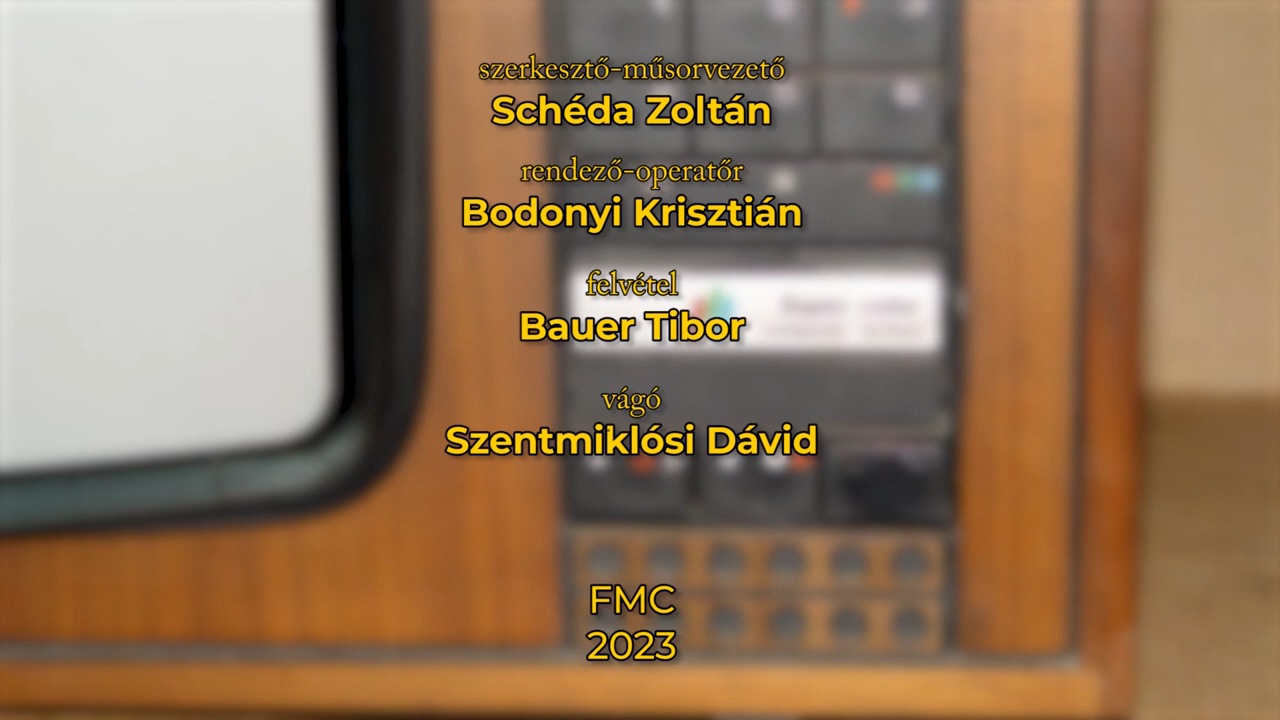 szerkesztő-műsorvezető
Schéda Zoltán
rendező-operatőr
Bodonyi Krisztián
felvétel
Bauer Tibor
vágó
Szentmiklósi Dávid
FMC
2023